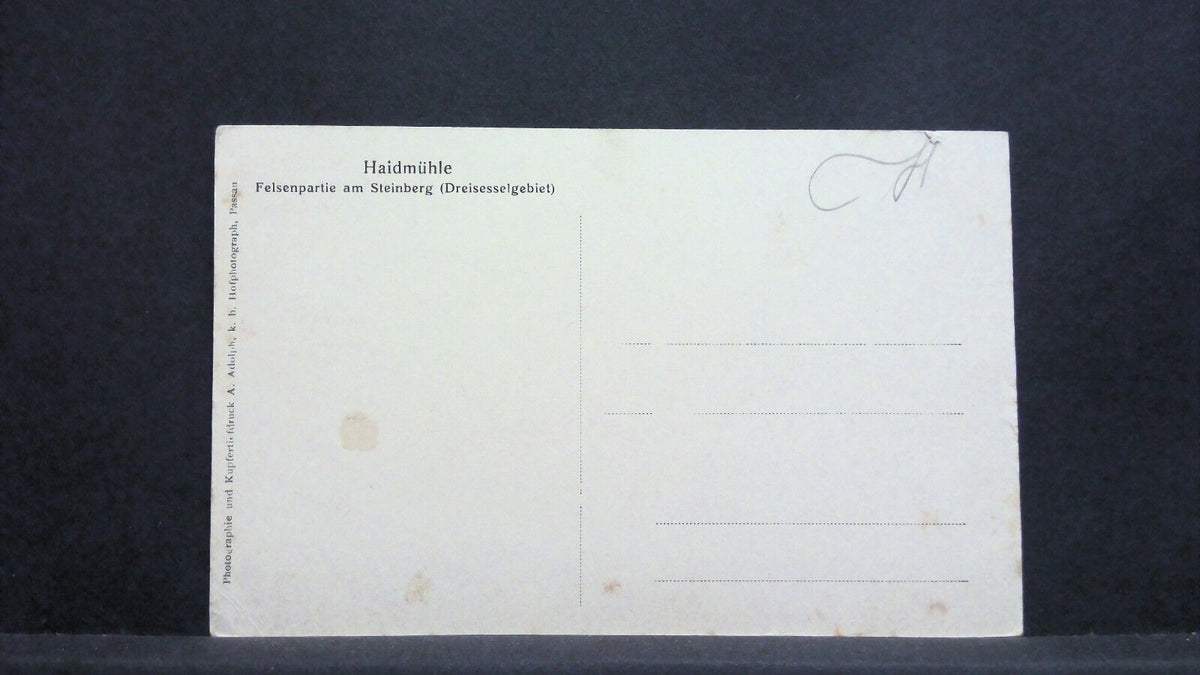 Haidmühle
Felsenpartie am Steinberg (Dreisesselgebiet)
Photographie und Kupfertiefdruck A. Adolph, k. b. Hofphotograph, Passau